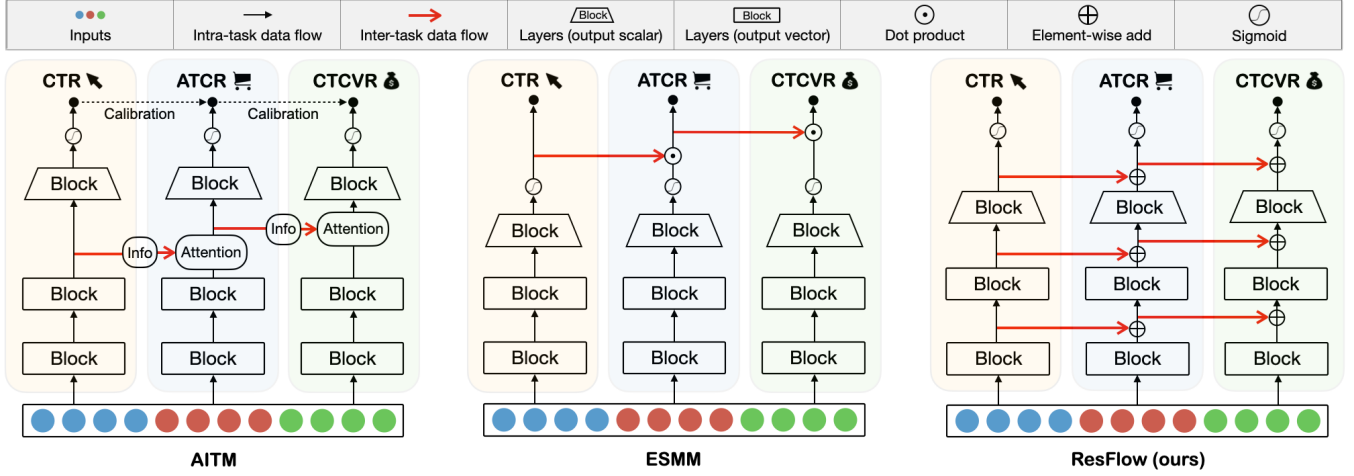 Block
Block
Inputs
Intra-task data flow
Inter-task data flow
Layers (output scalar)
Layers (output vector)
Dot product
Element-wise add
Sigmoid
CTR
ATCR
CTCVR
Calibration
Calibration
Block
Block
Block
Info
Attention
Info
Attention
Block
Block
Block
Block
Block
Block
AITM
CTR
ATCR
CTCVR
Block
Block
Block
Block
Block
Block
Block
Block
Block
ESMM
CTR
ATCR
CTCVR
Block
Block
Block
Block
Block
Block
Block
Block
Block
ResFlow (ours)